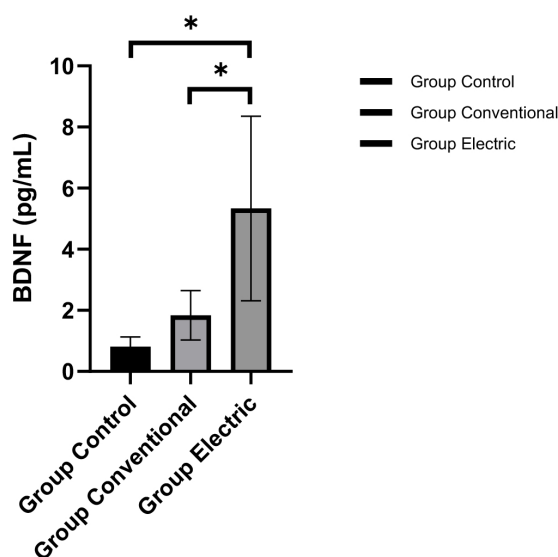 *
*
10
8
6
4
2
0
BDNF (pg/mL)
Group Control
Group Conventional
Group Electric
Group Control
Group Conventional
Group Electric